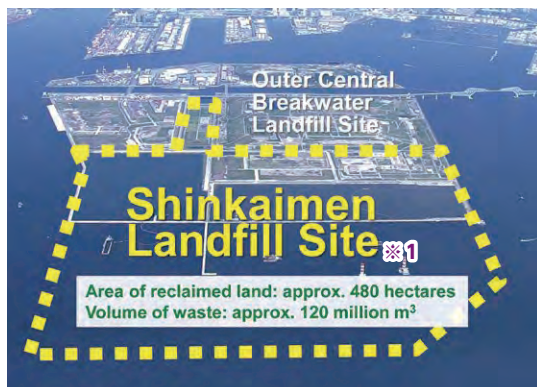 Outer Central
Breakwater
Landfill Site
Shinkaimen
Landfill Site ※1
Area of reclaimed land: approx. 480 hectares
Volume of waste: approx. 120 million m³